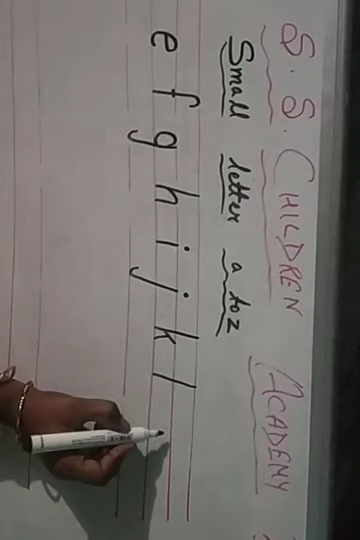 S. S. CHILDREN ACADEMY
Small letter a to z
e f g h i j k l